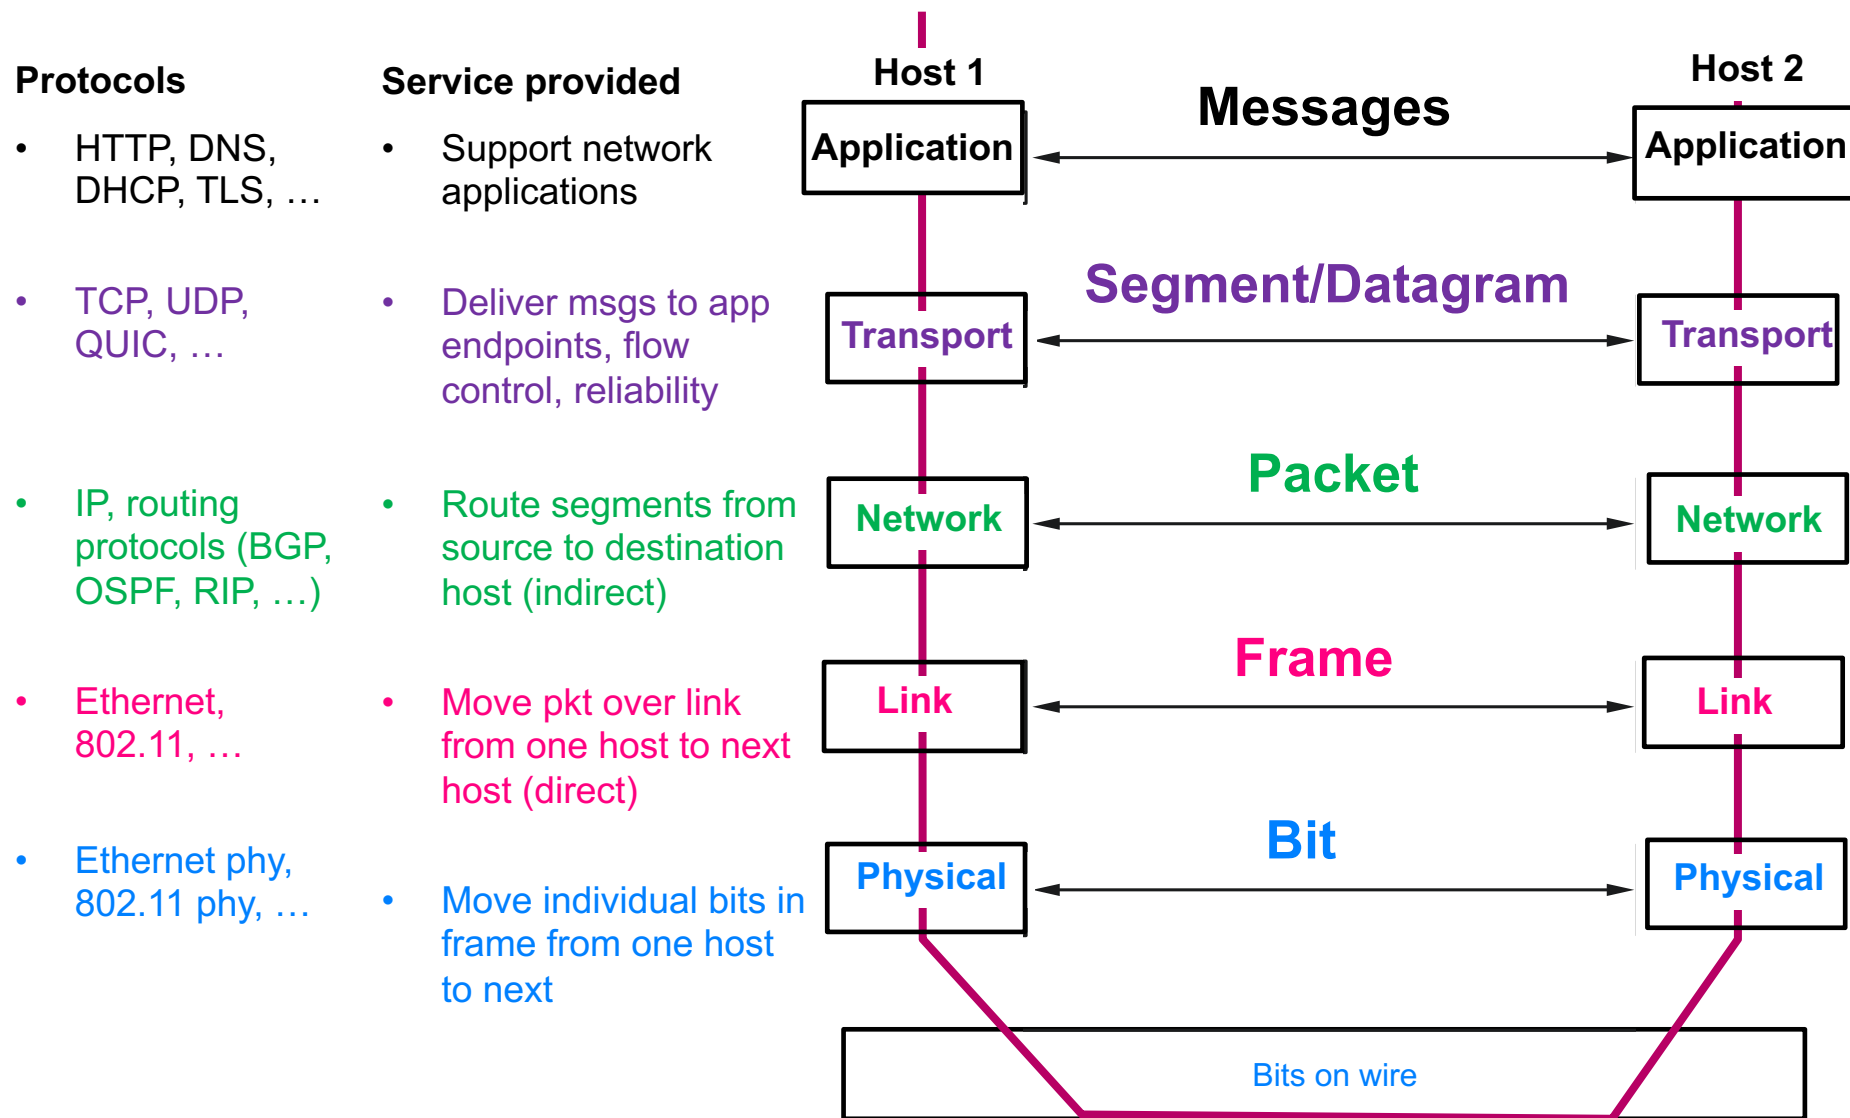 Protocols
• HTTP, DNS,
DHCP, TLS, …
• TCP, UDP,
QUIC, …
• IP, routing
protocols (BGP,
OSPF, RIP, …)
• Ethernet,
802.11, …
• Ethernet phy,
802.11 phy, …
Service provided
• Support network
applications
• Deliver msgs to app
endpoints, flow
control, reliability
• Route segments from
source to destination
host (indirect)
• Move pkt over link
from one host to next
host (direct)
• Move individual bits in
frame from one host
to next
Host 1
Application
Transport
Network
Link
Physical
Messages
Segment/Datagram
Packet
Frame
Bit
Host 2
Application
Transport
Network
Link
Physical
Bits on wire